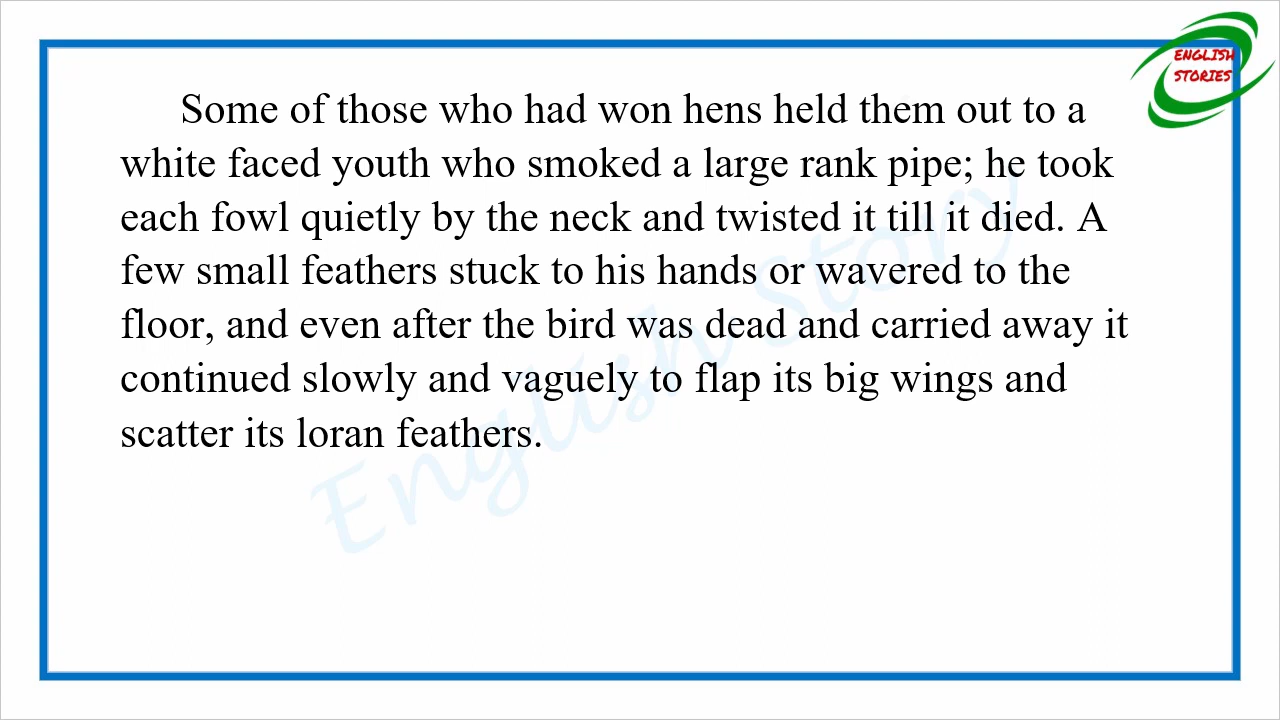 ENGLISH
STORIES
Some of those who had won hens held them out to a
white faced youth who smoked a large rank pipe; he took
each fowl quietly by the neck and twisted it till it died. A
few small feathers stuck to his hands or wavered to the
floor, and even after the bird was dead and carried away it
continued slowly and vaguely to flap its big wings and
scatter its loran feathers.
English Story